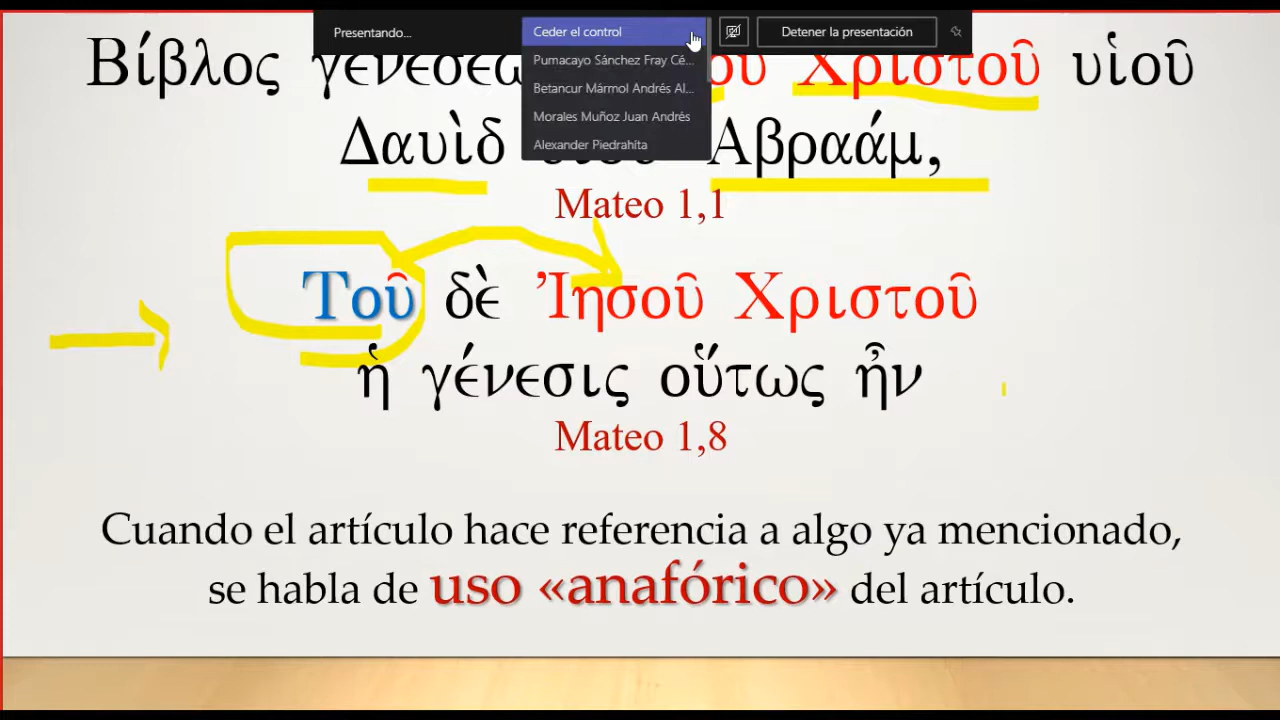 Presentando... Ceder el control Detener la presentación
Pumacayo Sánchez Fray Cé...
Betancur Mármol Andrés Al...
Morales Muñoz Juan Andrés
Alexander Piedrahíta
Βίβλος Χριστοῦ υἱοῦ
Δαυὶδ Ἀβραάμ,
Mateo 1,1
Τοῦ δὲ Ἰησοῦ Χριστοῦ
ἡ γένεσις οὕτως ἦν
Mateo 1,8
Cuando el artículo hace referencia a algo ya mencionado,
se habla de uso «anafórico» del artículo.